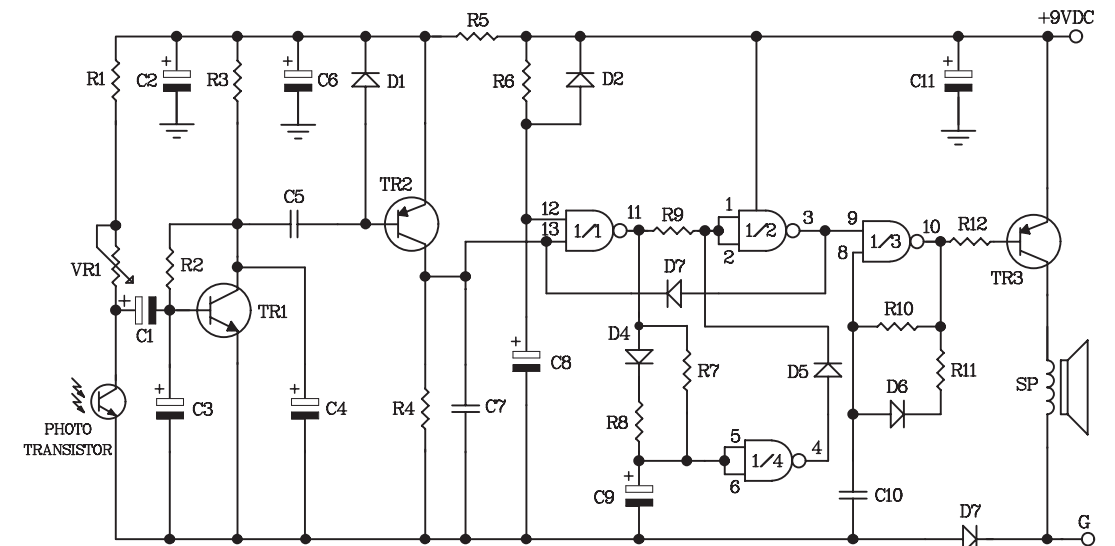 +9VDC
R5
R1
C2
R3
C6
D1
R6
D2
C11
TR2
C5
12
13
1/1
11
R9
1
2
1/2
3
9
8
1/3
10
R12
TR3
VR1
R2
C1
TR1
D7
R10
D4
C8
R7
D5
R11
D6
SP
PHOTO
TRANSISTOR
C3
C4
R4
C7
R8
5
6
1/4
4
C9
C10
D7
G
+
+
+
+
+
+
+
+